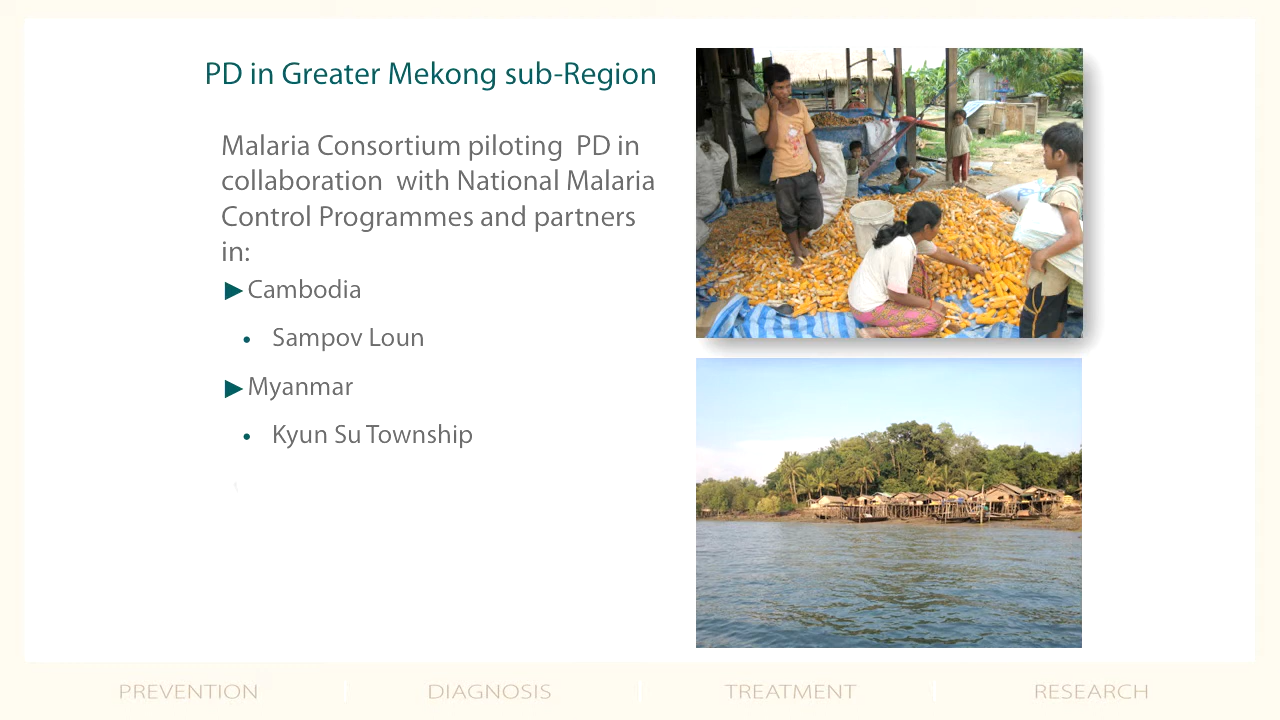 PD in Greater Mekong sub-Region
Malaria Consortium piloting PD in
collaboration with National Malaria
Control Programmes and partners
in:
▶ Cambodia
• Sampov Loun
▶ Myanmar
• Kyun Su Township
PREVENTION DIAGNOSIS TREATMENT RESEARCH